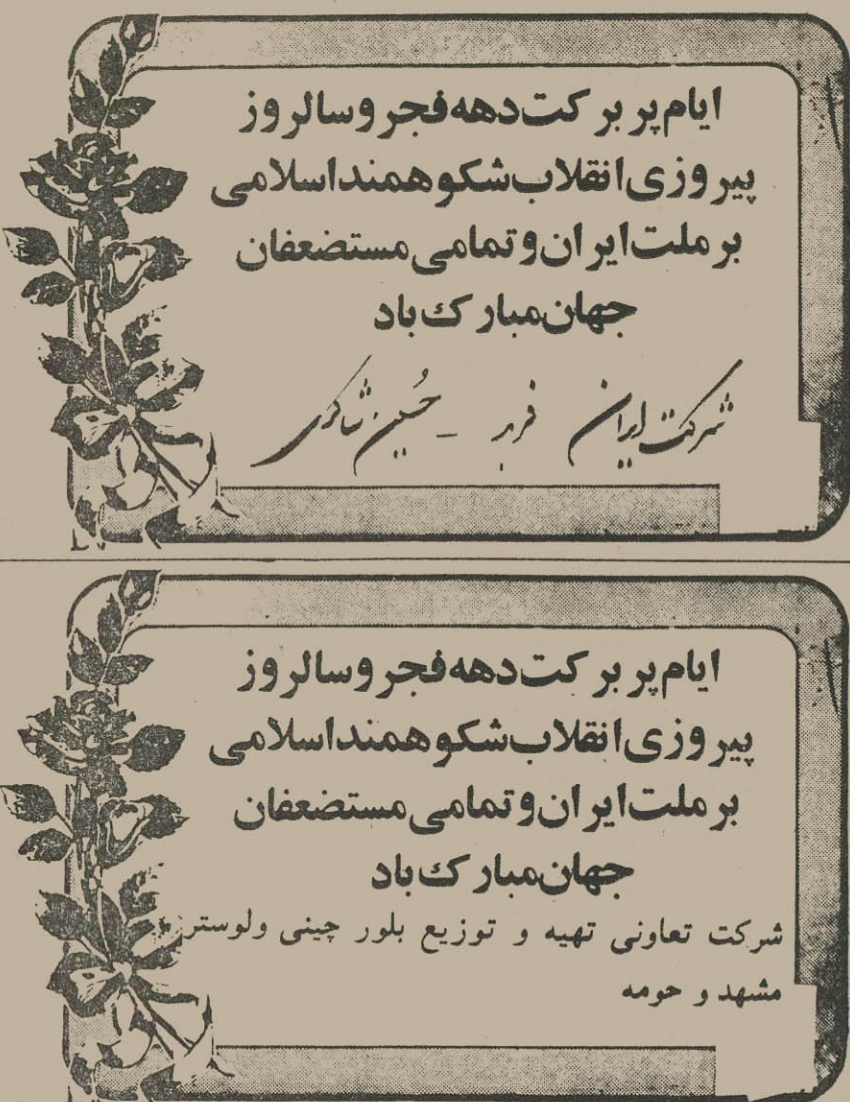 ایام پر برکت دهه فجر و سالروز
پیروزی انقلاب شکوهمند اسلامی
بر ملت ایران و تمامی مستضعفان
جهان مبارک باد
شرکت ایران فریر - حسین شاکری
ایام پر برکت دهه فجر و سالروز
پیروزی انقلاب شکوهمند اسلامی
بر ملت ایران و تمامی مستضعفان
جهان مبارک باد
شرکت تعاونی تهیه و توزیع بلور چینی ولوستر
مشهد و حومه